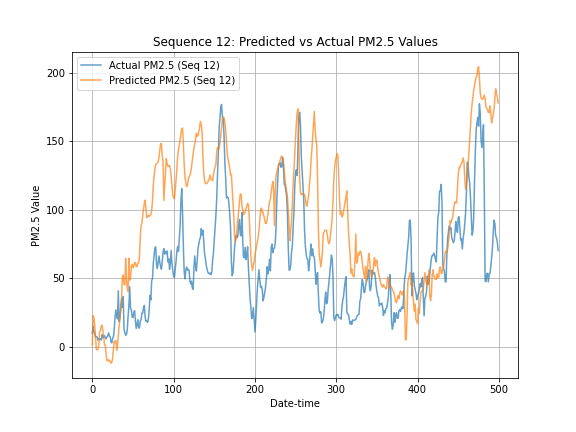 Sequence 12: Predicted vs Actual PM2.5 Values
Actual PM2.5 (Seq 12)
Predicted PM2.5 (Seq 12)
200
150
100
50
0
PM2.5 Value
0 100 200 300 400 500
Date-time